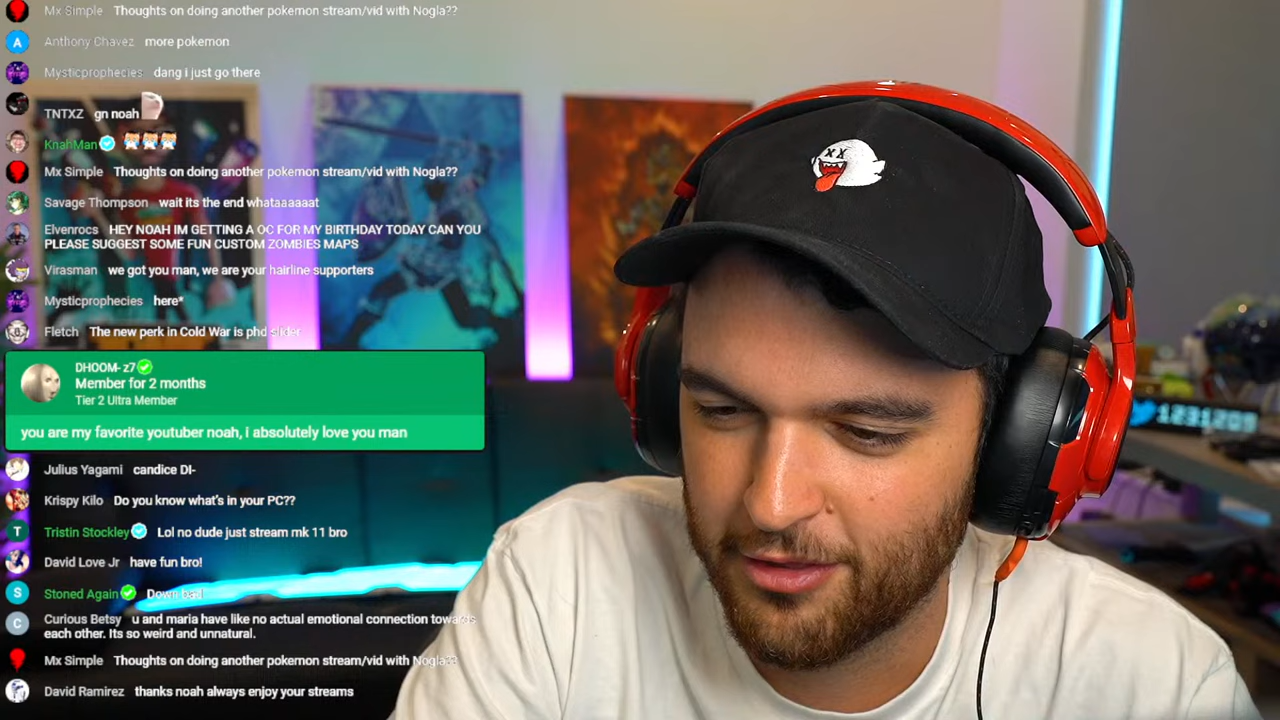 Mx Simple Thoughts on doing another pokemon stream/vid with Nogla??
A Anthony Chavez more pokemon
Mysticprophecies dang i just go there
TNTXZ gn noah
KnahMan
Mx Simple Thoughts on doing another pokemon stream/vid with Nogla??
Savage Thompson wait its the end whataaaaaat
Elvenrocs HEY NOAH IM GETTING A OC FOR MY BIRTHDAY TODAY CAN YOU
PLEASE SUGGEST SOME FUN CUSTOM ZOMBIES MAPS
Virasman we got you man, we are your hairline supporters
Mysticprophecies here*
Fletch The new perk in Cold War is phd slider
DHOOM- z7
Member for 2 months
Tier 2 Ultra Member
you are my favorite youtuber noah, i absolutely love you man
Julius Yagami candice DI-
Krispy Kilo Do you know what's in your PC??
T Tristin Stockley Lol no dude just stream mk 11 bro
David Love Jr have fun bro!
S Stoned Again Down bad
C Curious Betsy u and maria have like no actual emotional connection towards
each other. Its so weird and unnatural.
Mx Simple Thoughts on doing another pokemon stream/vid with Nogla??
David Ramirez thanks noah always enjoy your streams
1231209